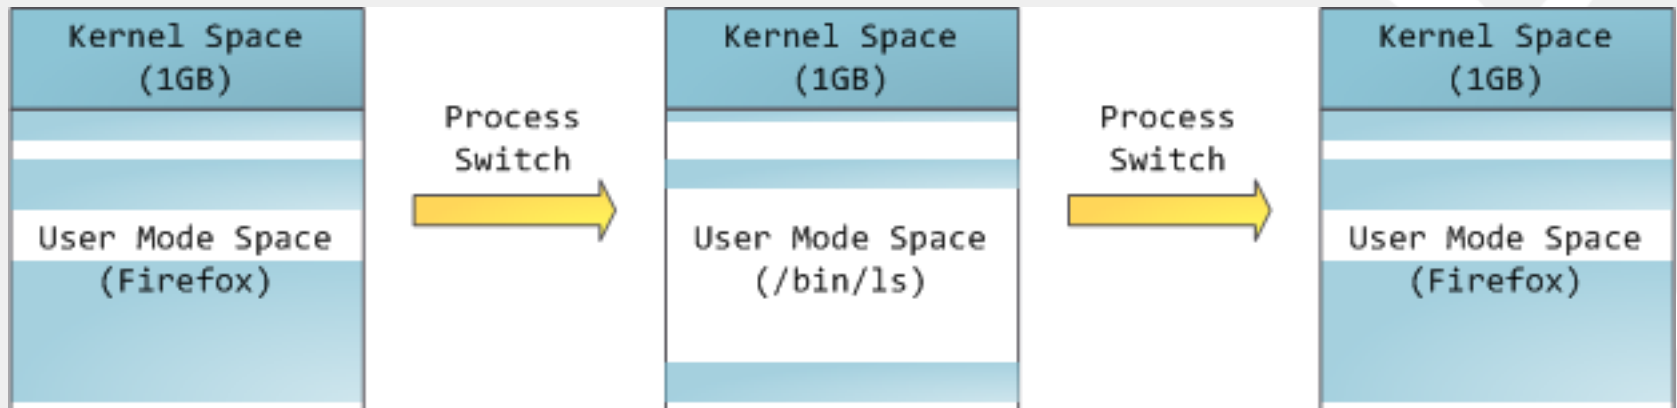 Kernel Space
(1GB)
User Mode Space
(Firefox)
Process
Switch
Kernel Space
(1GB)
User Mode Space
(/bin/ls)
Process
Switch
Kernel Space
(1GB)
User Mode Space
(Firefox)